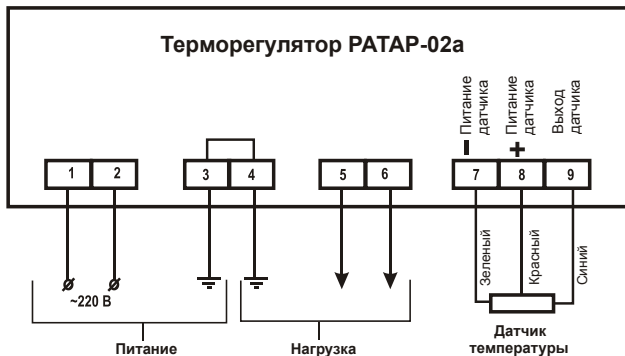 Терморегулятор РАТАР-02а
Питание
датчика
Питание
датчика
Выход
датчика
− +
1 2 3 4 5 6 7 8 9
Зеленый
Красный
Синий
~220 В
Питание
Нагрузка
Датчик
температуры